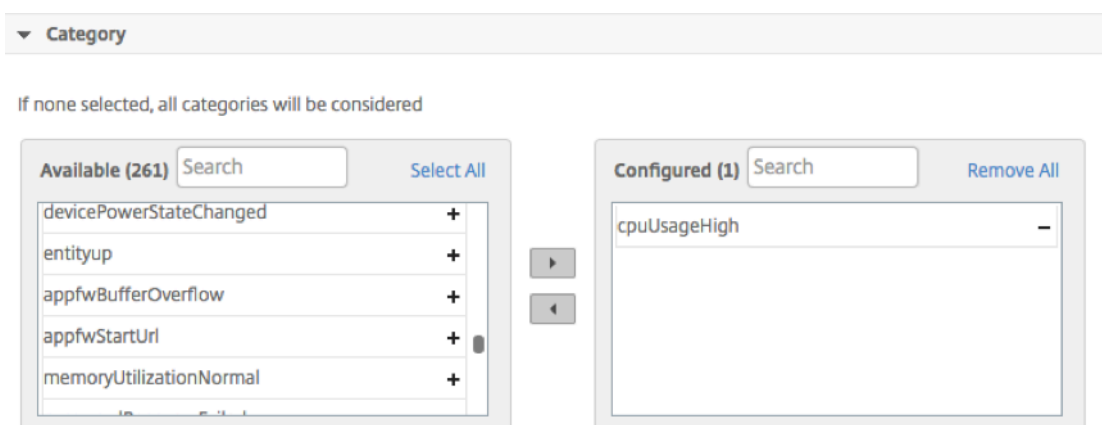 Category
If none selected, all categories will be considered
Available (261) Search Select All
devicePowerStateChanged +
entityup +
appfwBufferOverflow +
appfwStartUrl +
memoryUtilizationNormal +
Configured (1) Search Remove All
cpuUsageHigh −